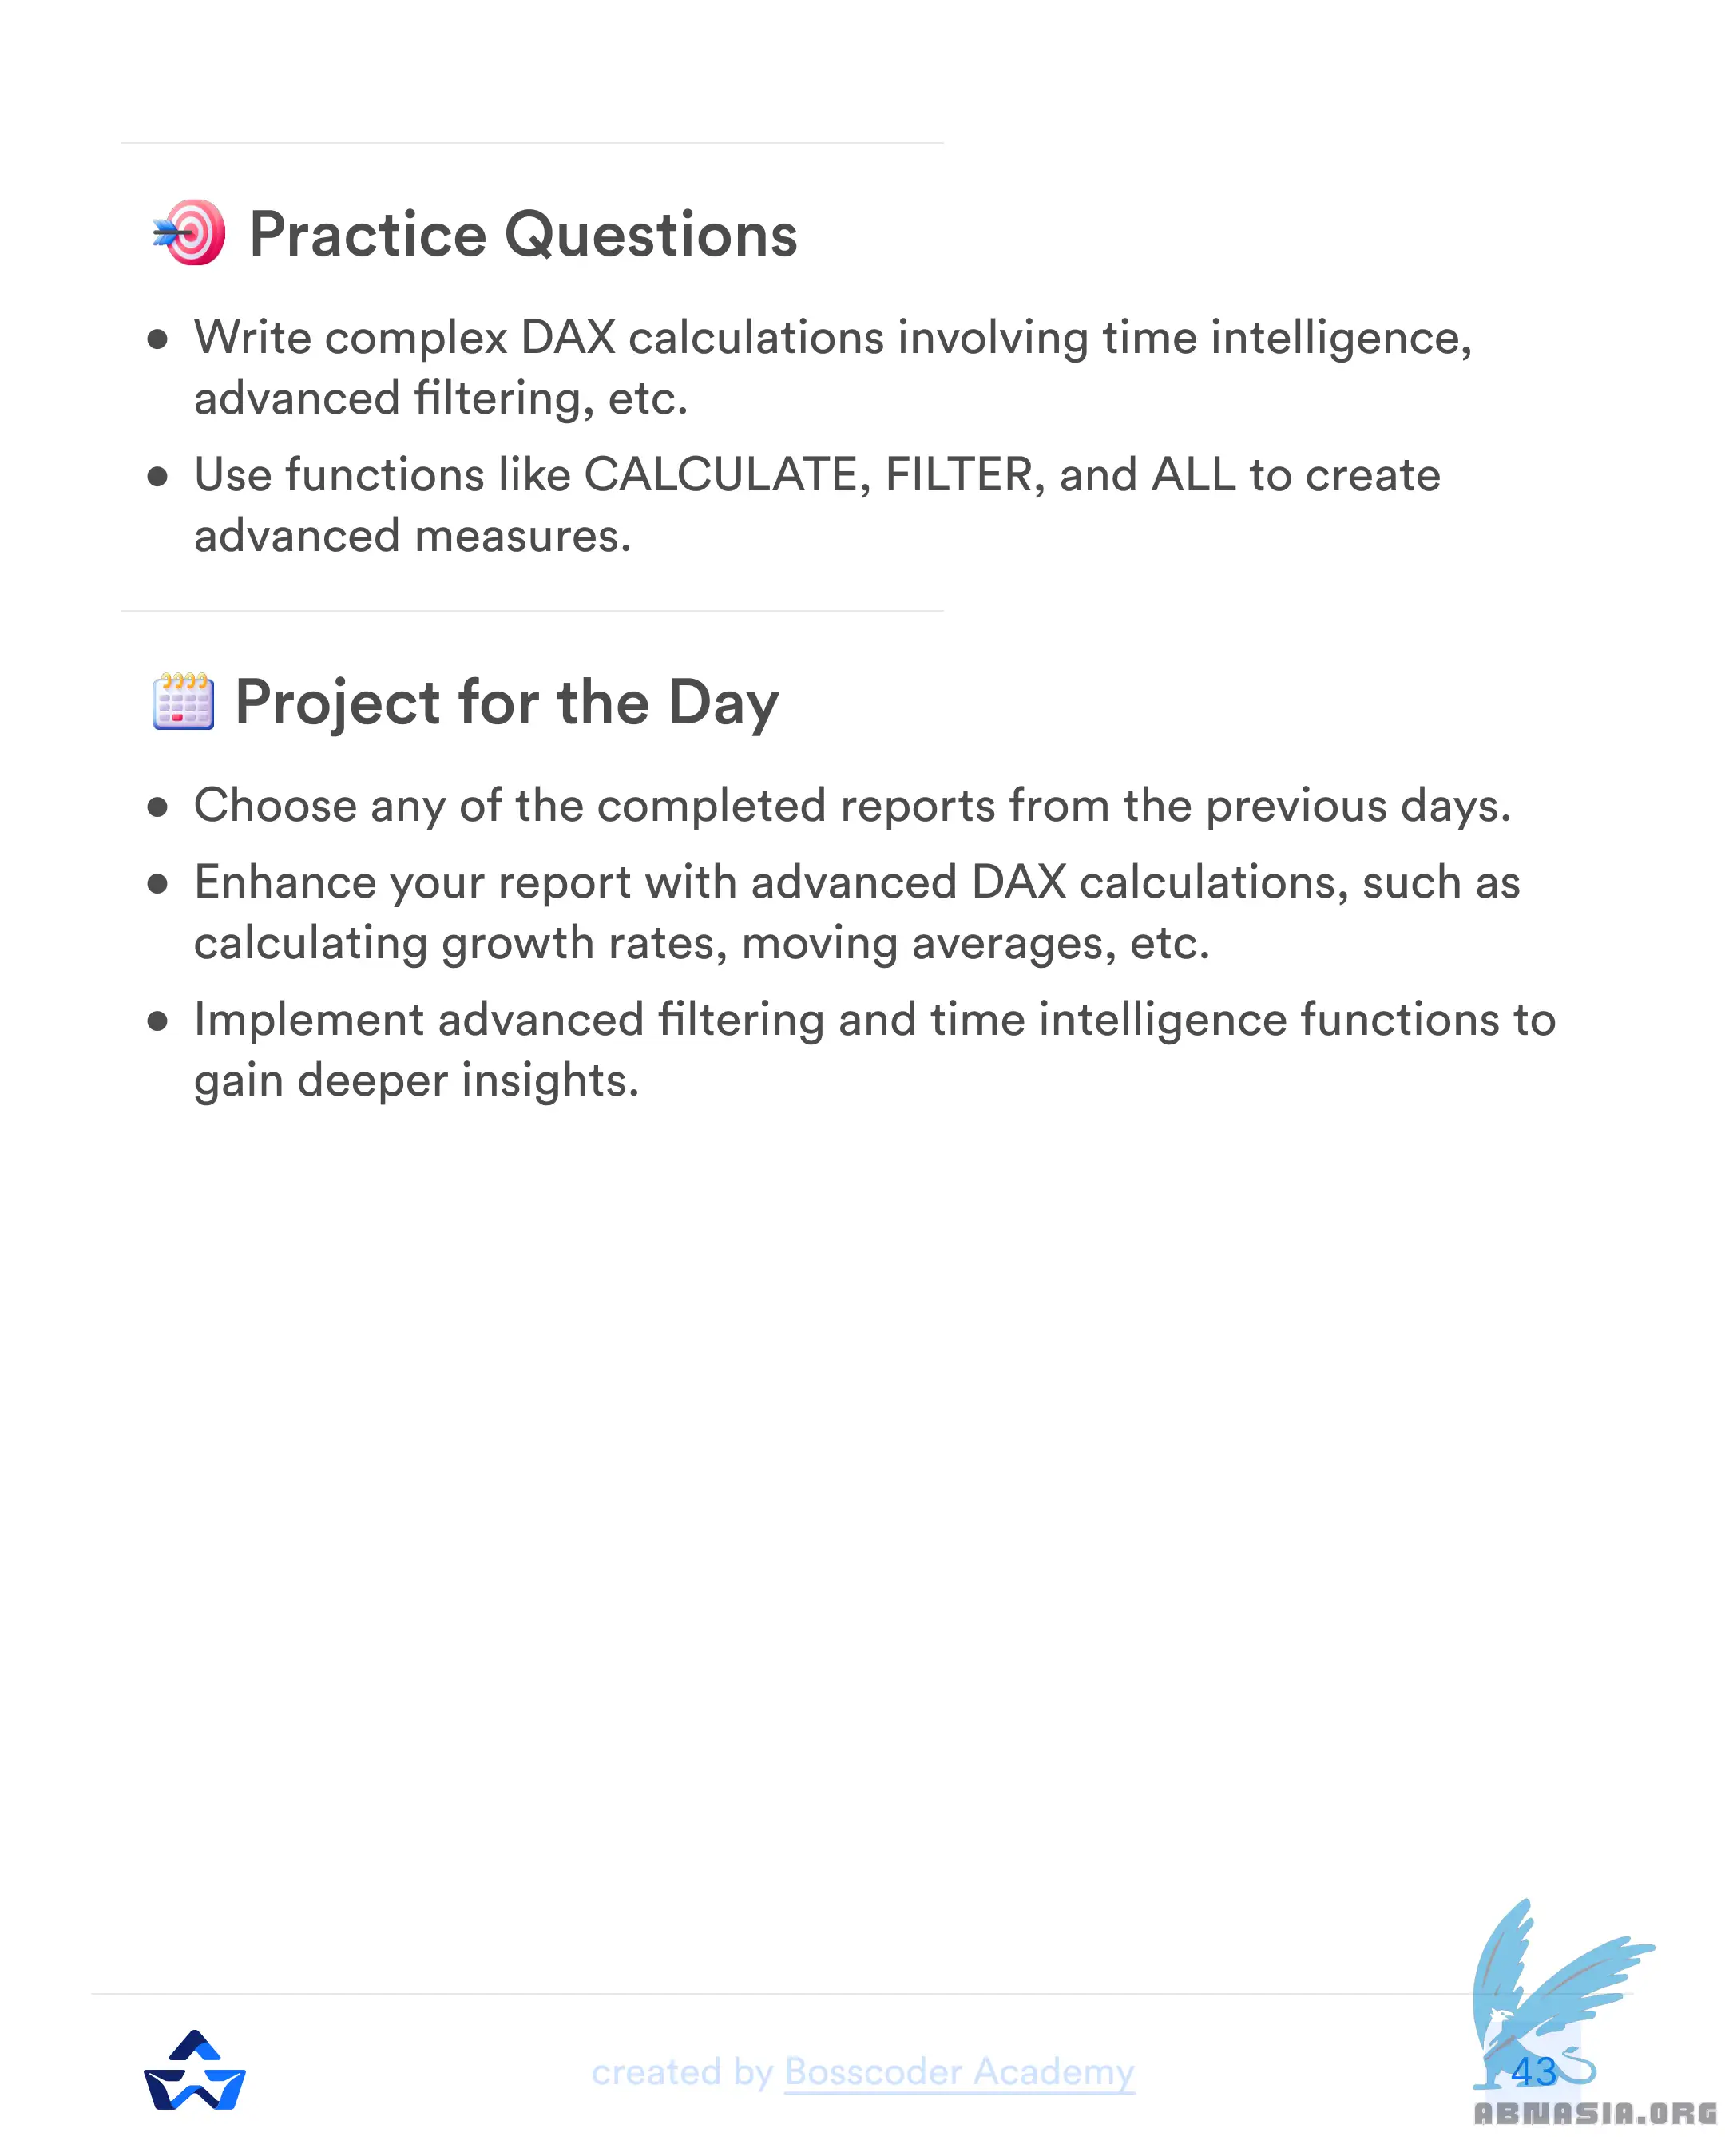 Practice Questions
● Write complex DAX calculations involving time intelligence,
advanced filtering, etc.
● Use functions like CALCULATE, FILTER, and ALL to create
advanced measures.
Project for the Day
● Choose any of the completed reports from the previous days.
● Enhance your report with advanced DAX calculations, such as
calculating growth rates, moving averages, etc.
● Implement advanced filtering and time intelligence functions to
gain deeper insights.
created by Bosscoder Academy
43
ABMASIA.ORG